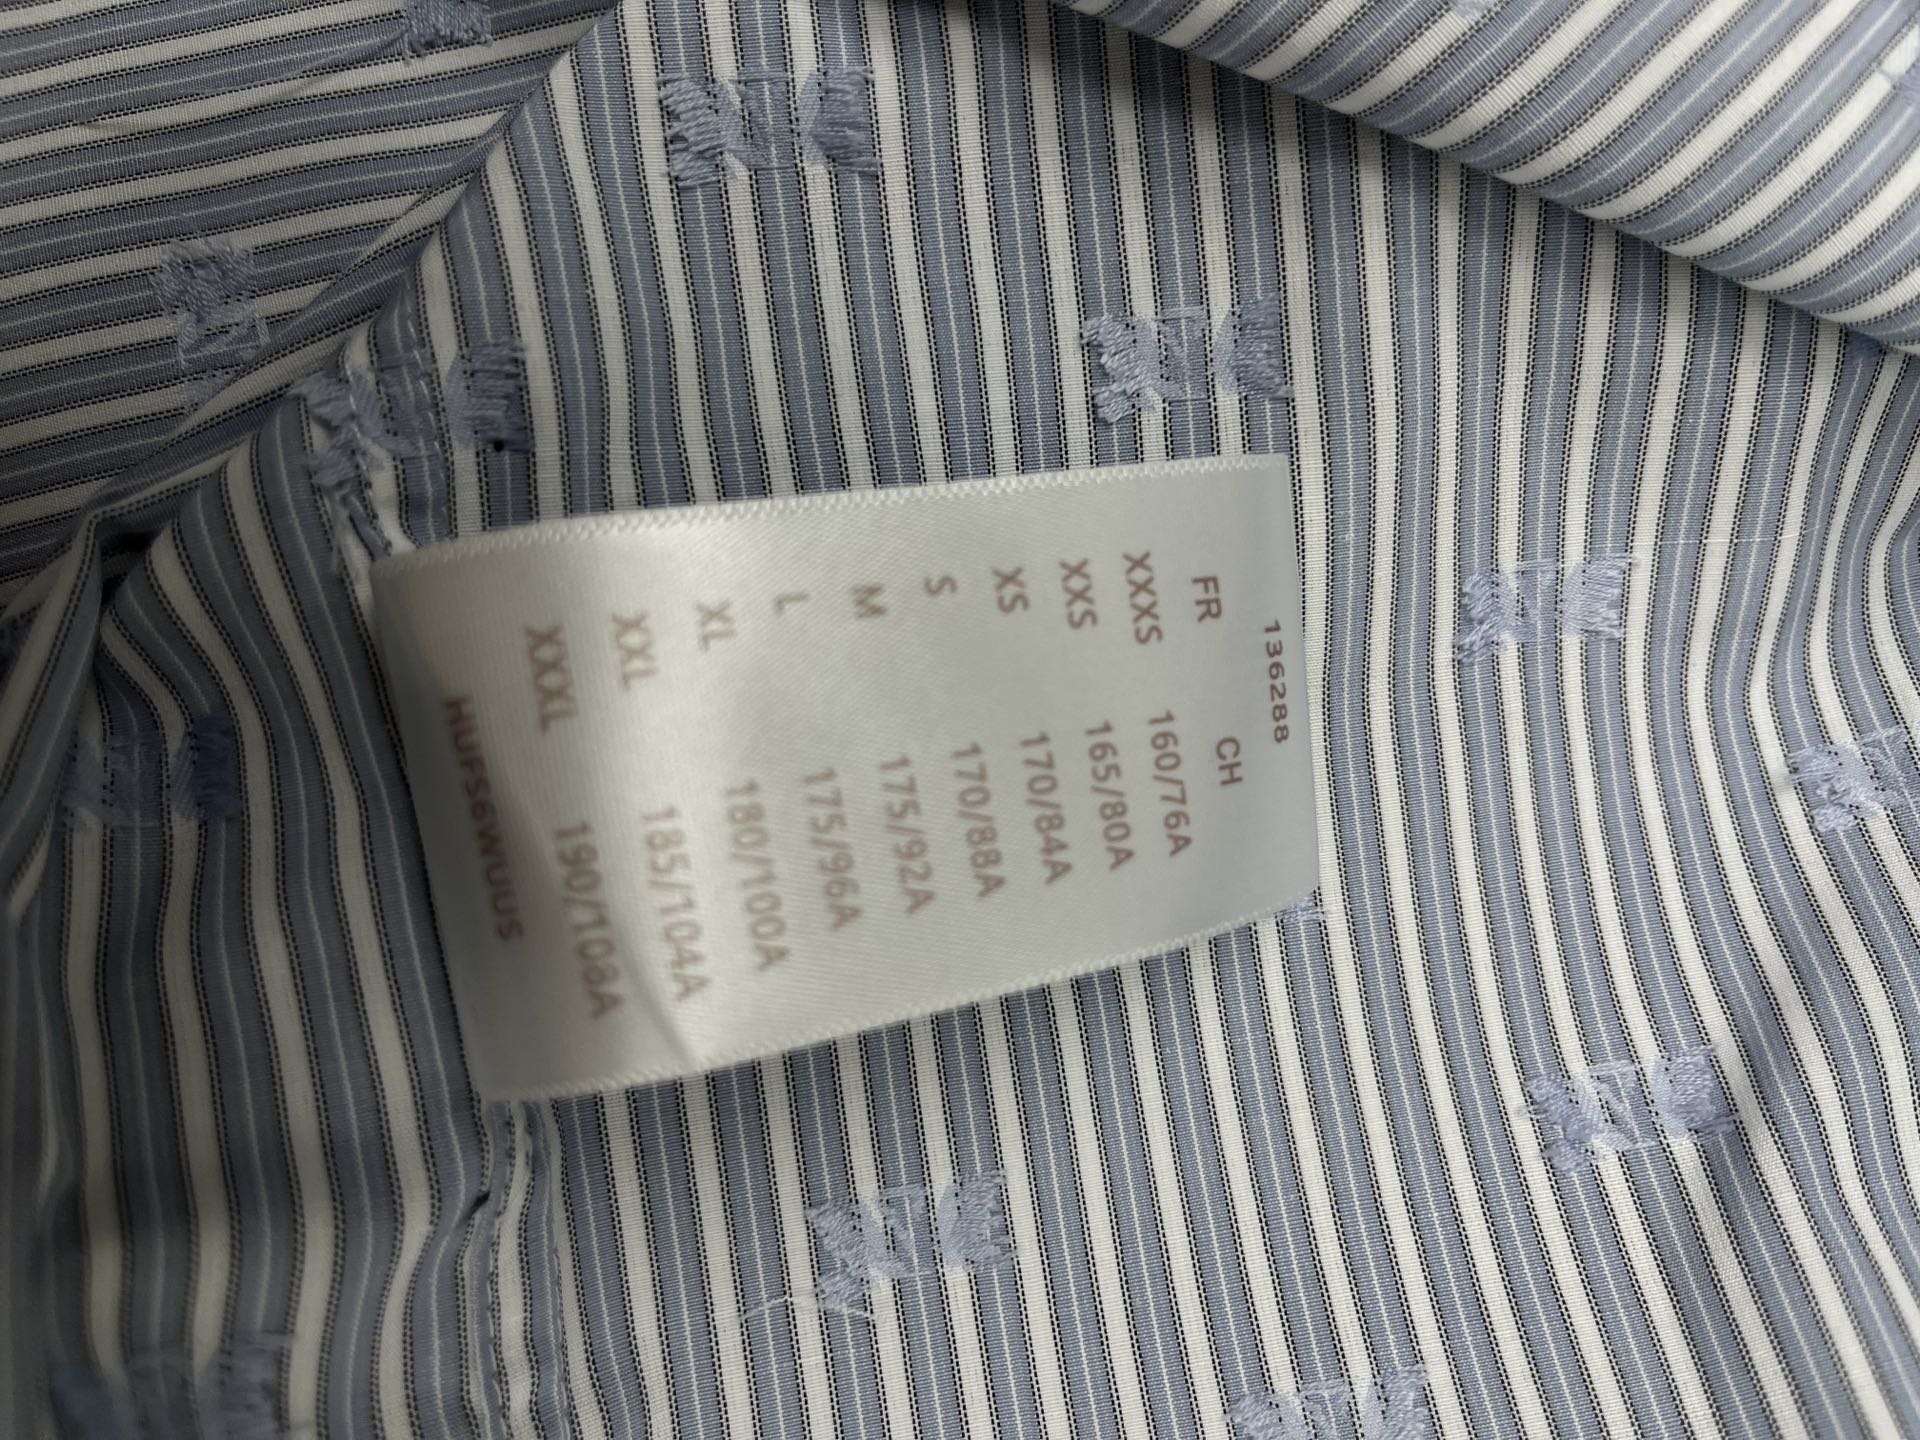 136288
FR CH
XXXS 160/76A
XXS 165/80A
XS 170/84A
S 170/88A
M 175/92A
L 175/96A
XL 180/100A
XXL 185/104A
XXXL 190/108A
HUFS6WUUS